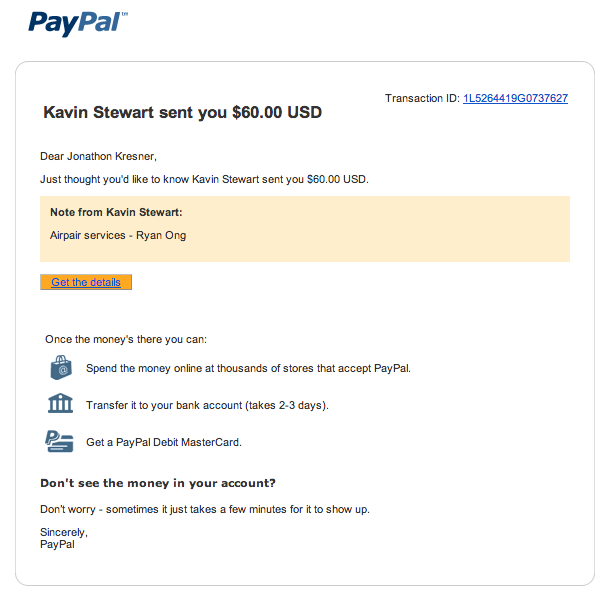 PayPal™
Transaction ID: 1L5264419G0737627
Kavin Stewart sent you $60.00 USD
Dear Jonathon Kresner,
Just thought you'd like to know Kavin Stewart sent you $60.00 USD.
Note from Kavin Stewart:
Airpair services - Ryan Ong
Get the details
Once the money's there you can:
Spend the money online at thousands of stores that accept PayPal.
Transfer it to your bank account (takes 2-3 days).
Get a PayPal Debit MasterCard.
Don't see the money in your account?
Don't worry - sometimes it just takes a few minutes for it to show up.
Sincerely,
PayPal